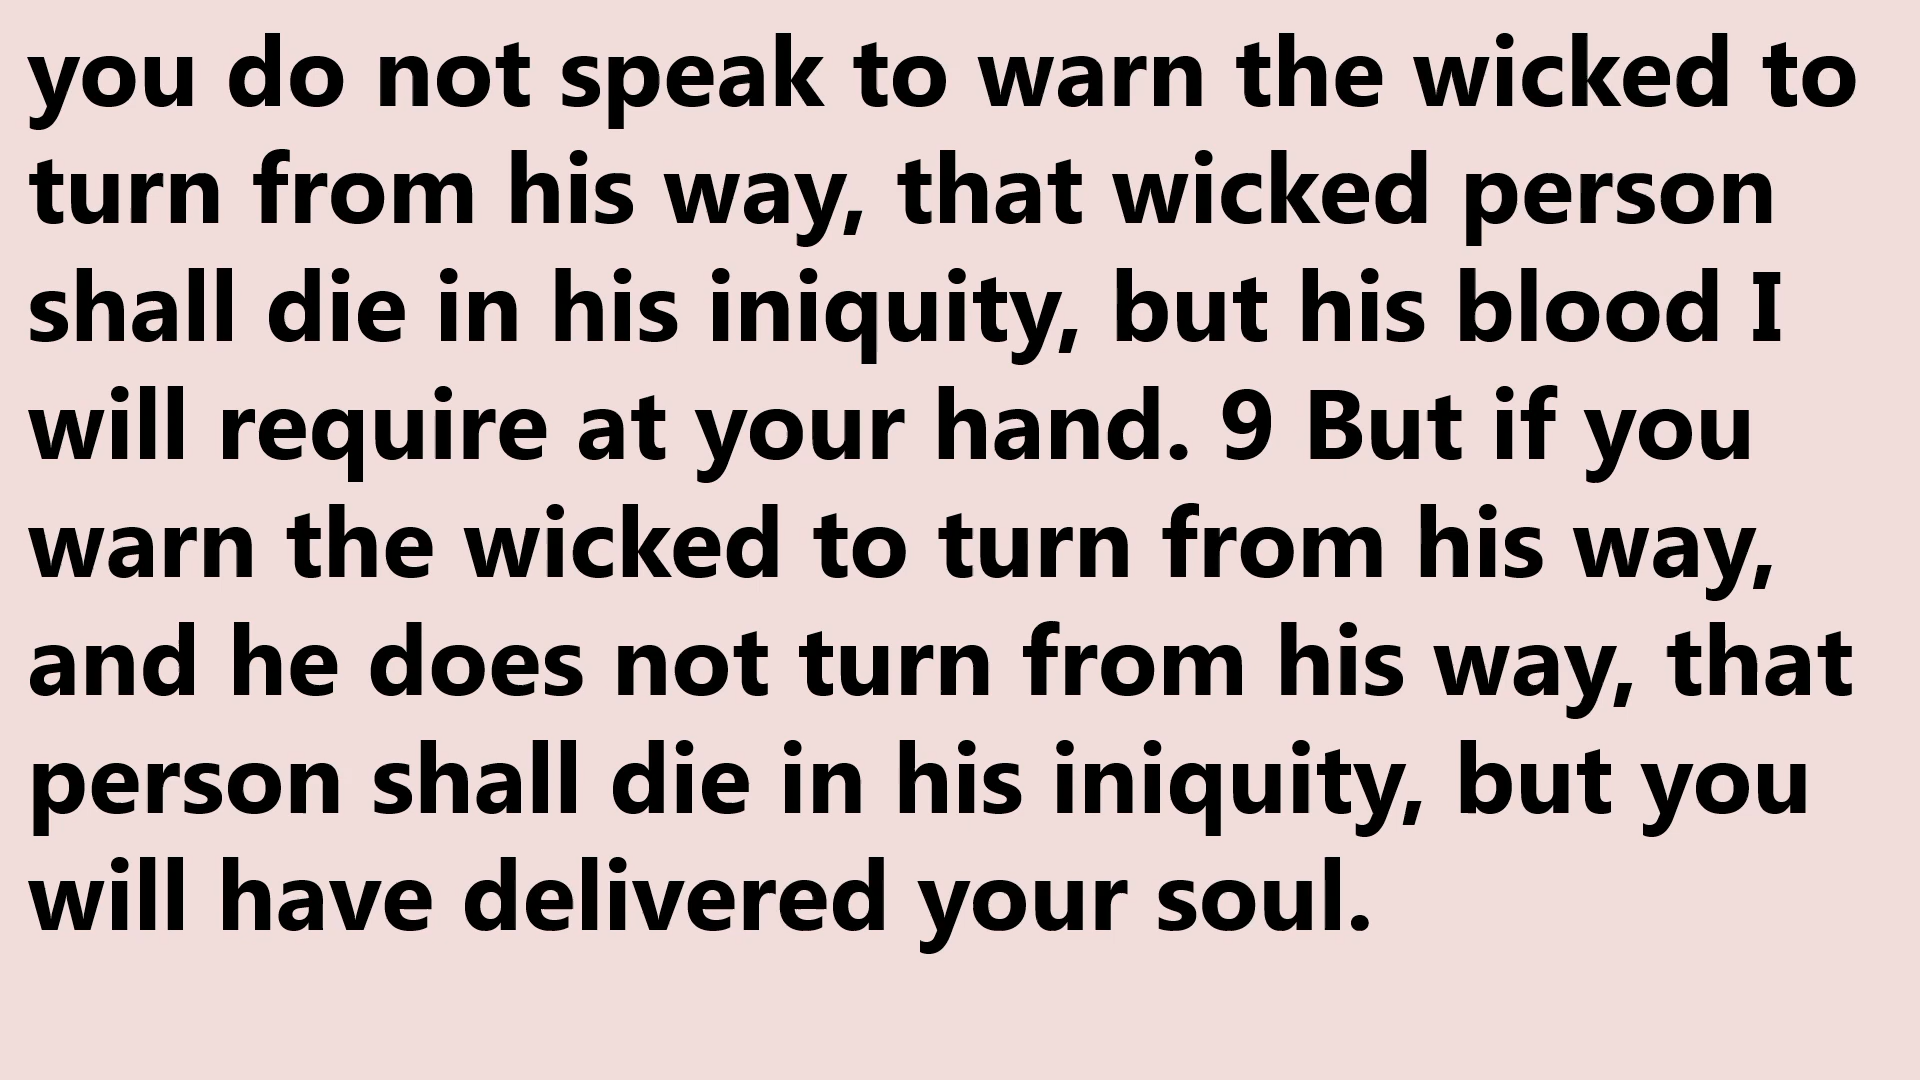 you do not speak to warn the wicked to
turn from his way, that wicked person
shall die in his iniquity, but his blood I
will require at your hand. 9 But if you
warn the wicked to turn from his way,
and he does not turn from his way, that
person shall die in his iniquity, but you
will have delivered your soul.